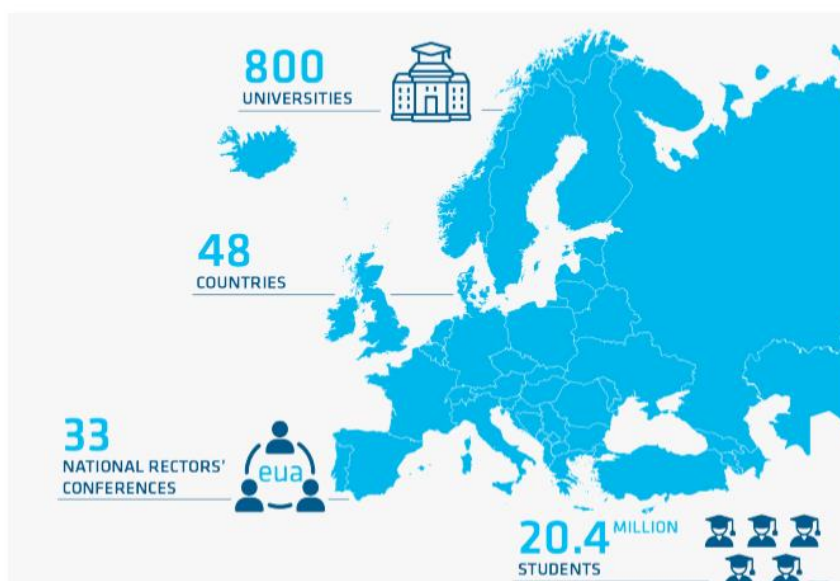 800
UNIVERSITIES
48
COUNTRIES
33
NATIONAL RECTORS'
CONFERENCES
eua
20.4 MILLION
STUDENTS